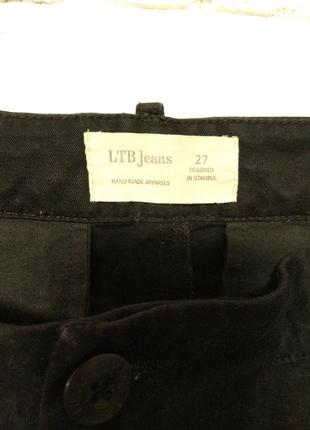 LTB Jeans
27
DESIGNED
IN ISTANBUL
HAND MADE APPARELS